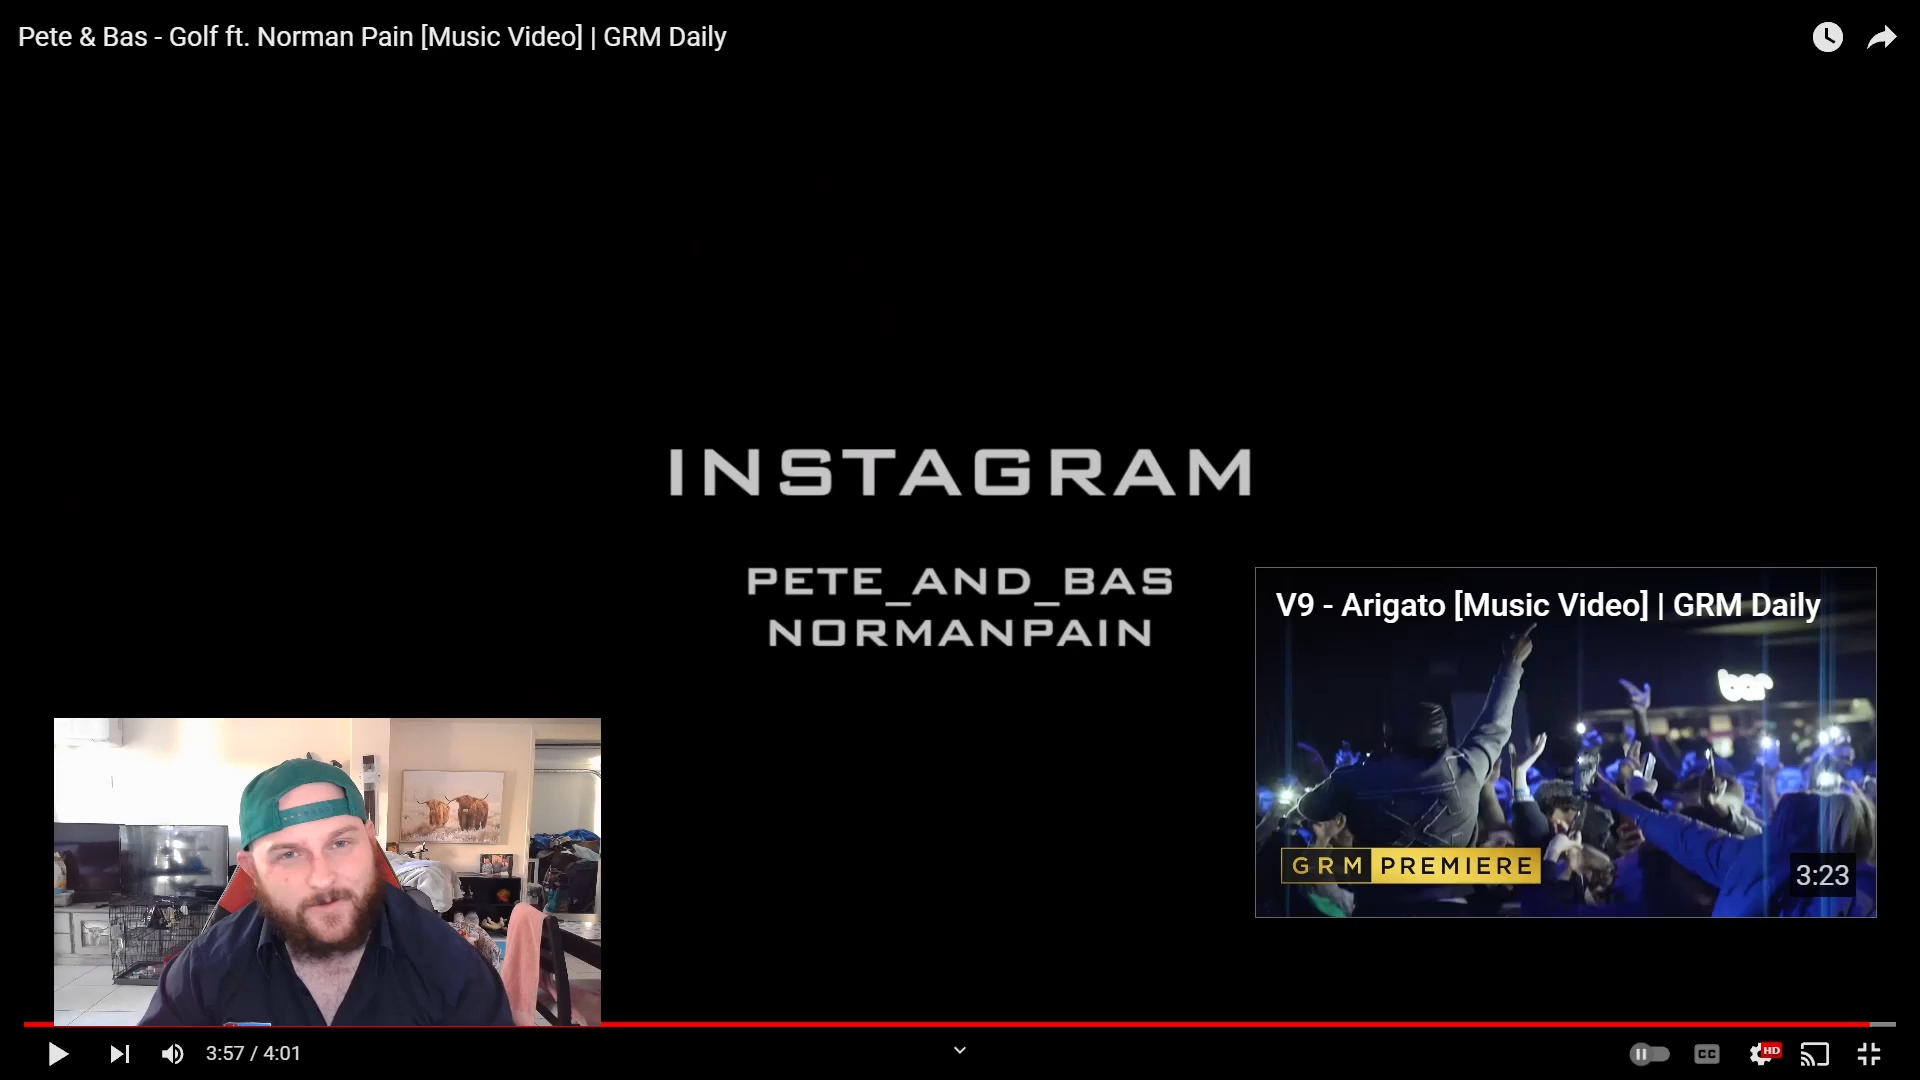 Pete & Bas - Golf ft. Norman Pain [Music Video] | GRM Daily
INSTAGRAM
PETE_AND_BAS
NORMANPAIN
V9 - Arigato [Music Video] | GRM Daily
bar
GRM PREMIERE
3:23
3:57 / 4:01
CC
HD